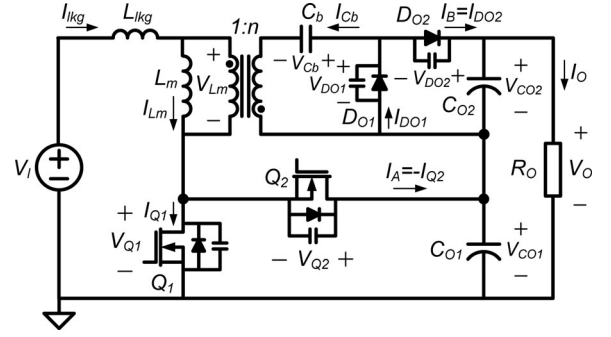 I_lkg L_lkg 1:n C_b I_Cb D_O2 I_B=I_DO2
+ + − V_Cb + + − V_DO2 + + I_O
L_m V_Lm V_DO1 V_CO2
I_Lm − − D_O1 I_DO1 C_O2 − +
V_I + − Q_2 I_A=-I_Q2 R_O V_O
+ I_Q1 + −
V_Q1 C_O1 V_CO1
− Q_1 − V_Q2 + −